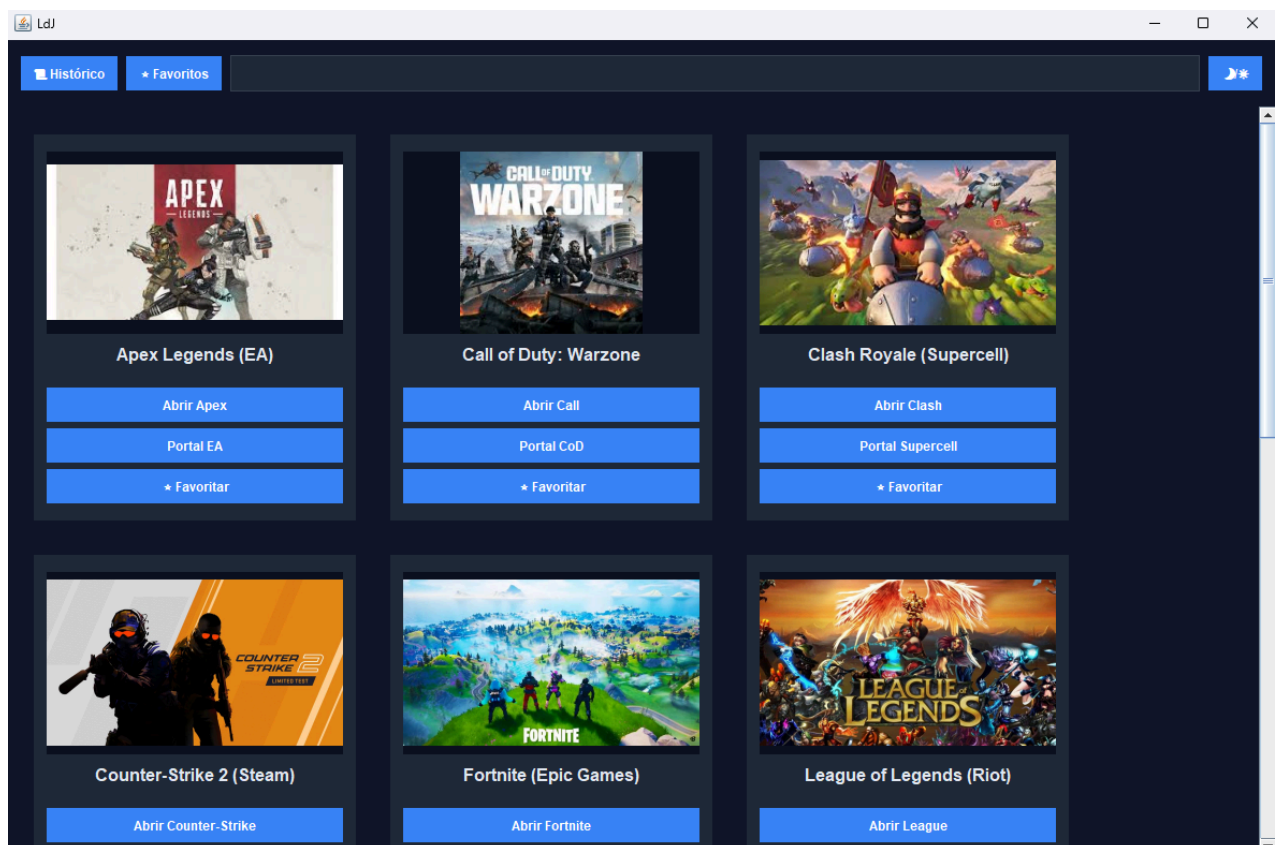 LdJ
Histórico
★ Favoritos
APEX
LEGENDS
CALL OF DUTY
WARZONE
Apex Legends (EA)
Call of Duty: Warzone
Clash Royale (Supercell)
Abrir Apex
Abrir Call
Abrir Clash
Portal EA
Portal CoD
Portal Supercell
★ Favoritar
★ Favoritar
★ Favoritar
COUNTER
STRIKE 2
LIMITED TEST
FORTNITE
LEAGUE OF
LEGENDS
Counter-Strike 2 (Steam)
Fortnite (Epic Games)
League of Legends (Riot)
Abrir Counter-Strike
Abrir Fortnite
Abrir League